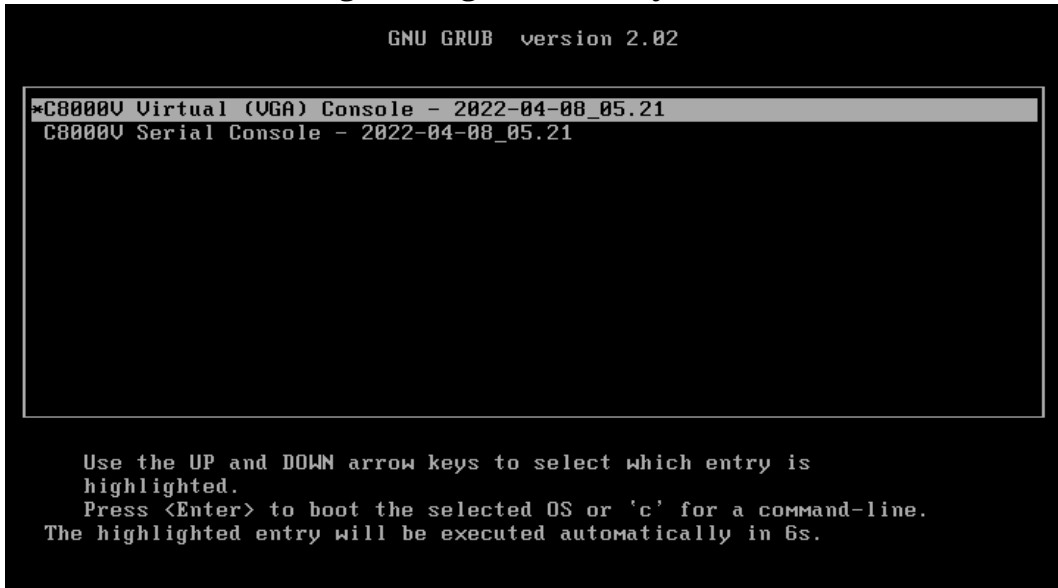 GNU GRUB version 2.02
*C8000V Virtual (VGA) Console - 2022-04-08_05.21
C8000V Serial Console - 2022-04-08_05.21
Use the UP and DOWN arrow keys to select which entry is
highlighted.
Press <Enter> to boot the selected OS or 'c' for a command-line.
The highlighted entry will be executed automatically in 6s.